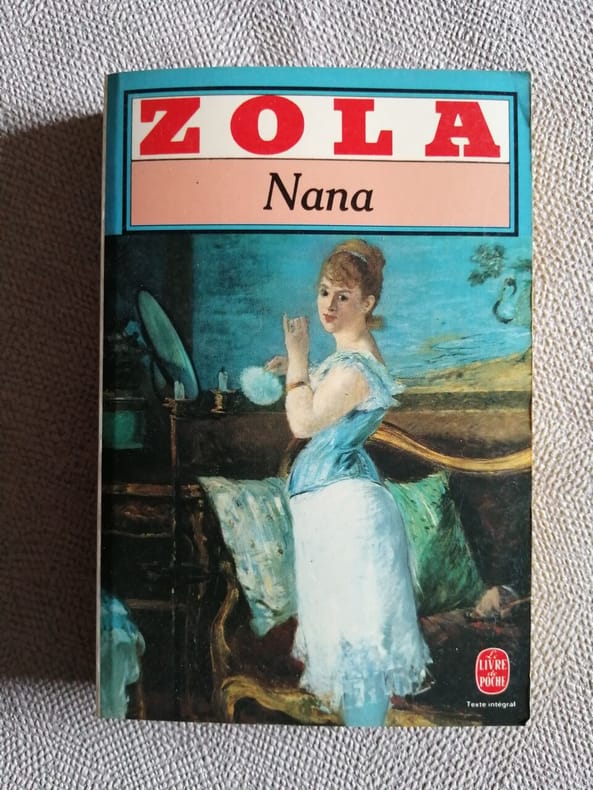 ZOLA
Nana
Le
LIVRE
de
POCHE
Texte intégral